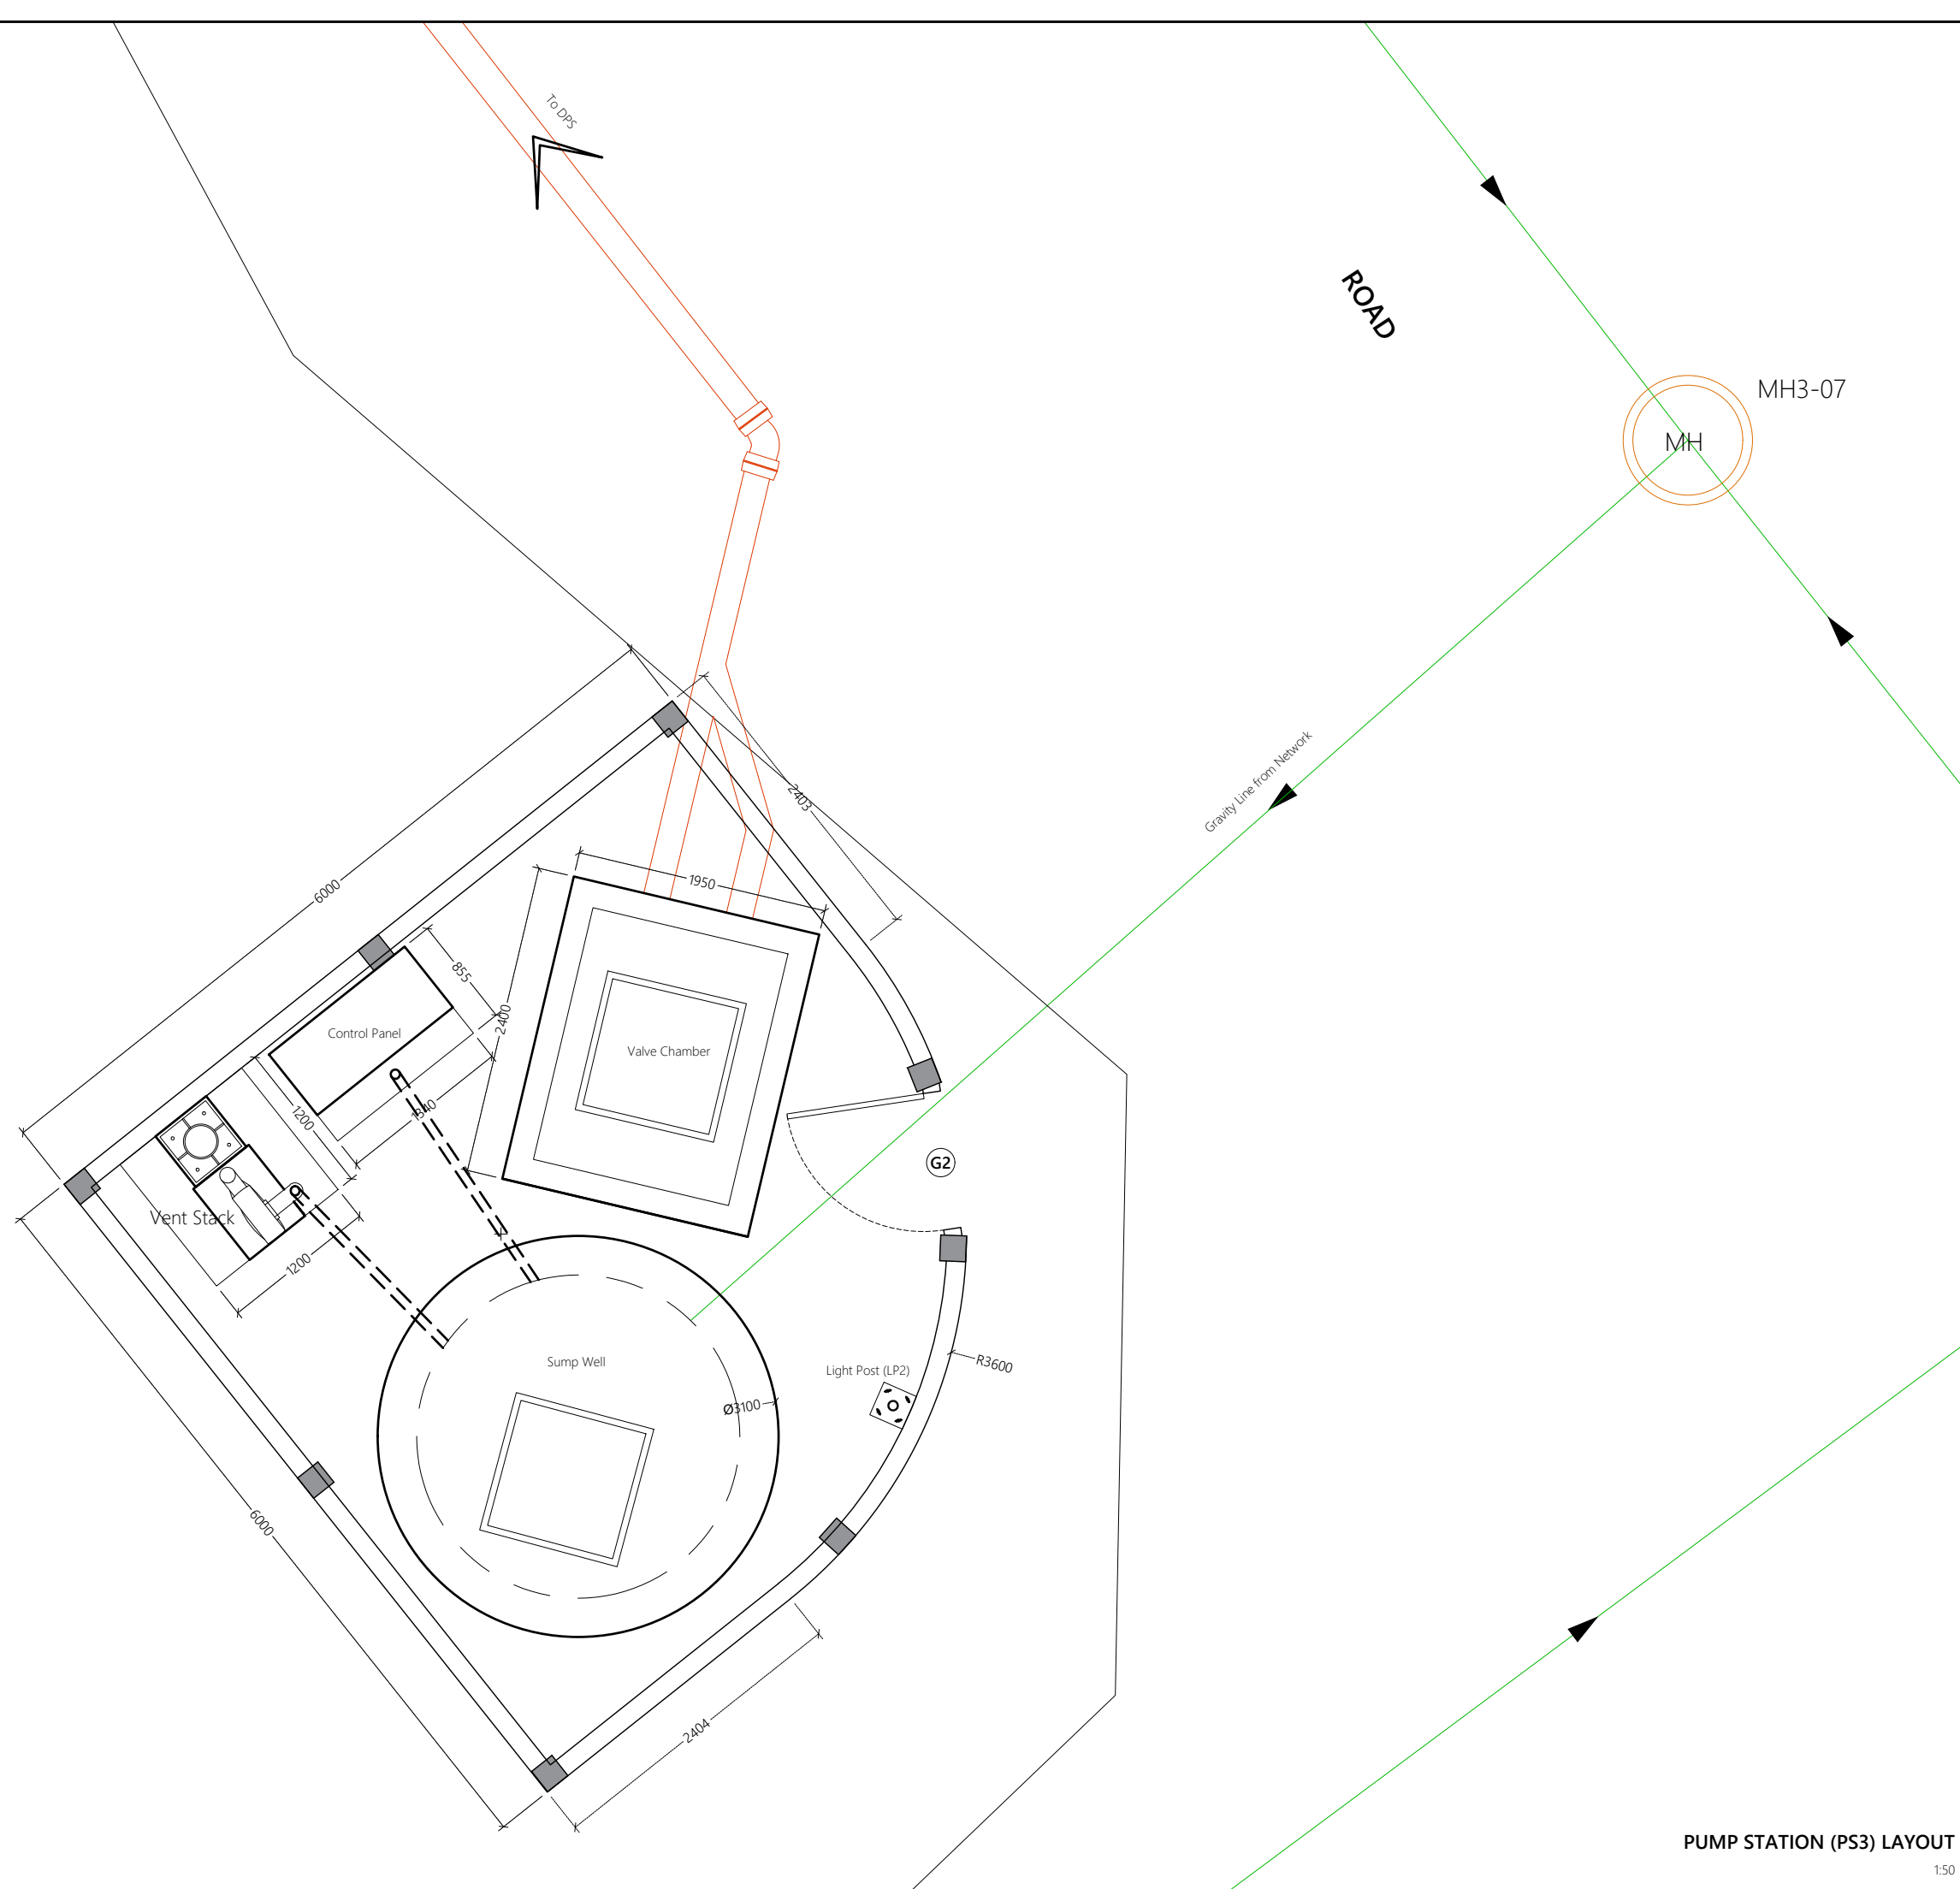 To DPS
ROAD
MH3-07
MH
Gravity Line from Network
2403
6000
1950
855
2400
Control Panel
Valve Chamber
1340
1200
G2
Vent Stack
1200
Sump Well
Light Post (LP2)
R3600
Ø3100
6000
2404
PUMP STATION (PS3) LAYOUT
1:50